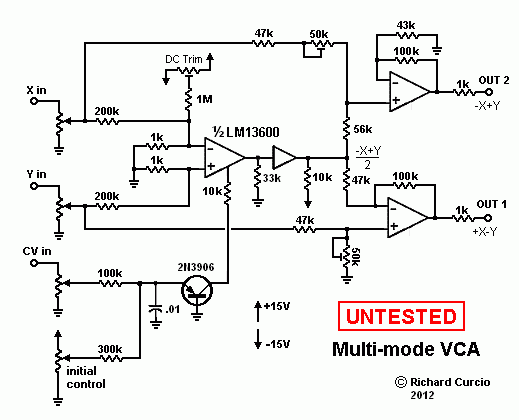 47k
50k
43k
100k
DC Trim
X in
1M
1k
OUT 2
-X+Y
200k
½ LM13600
1k
56k
1k
-X+Y
2
33k
10k
47k
100k
Y in
10k
200k
47k
1k
OUT 1
+X-Y
CV in
50k
100k
2N3906
.01
+15V
-15V
UNTESTED
300k
initial
control
Multi-mode VCA
© Richard Curcio
2012